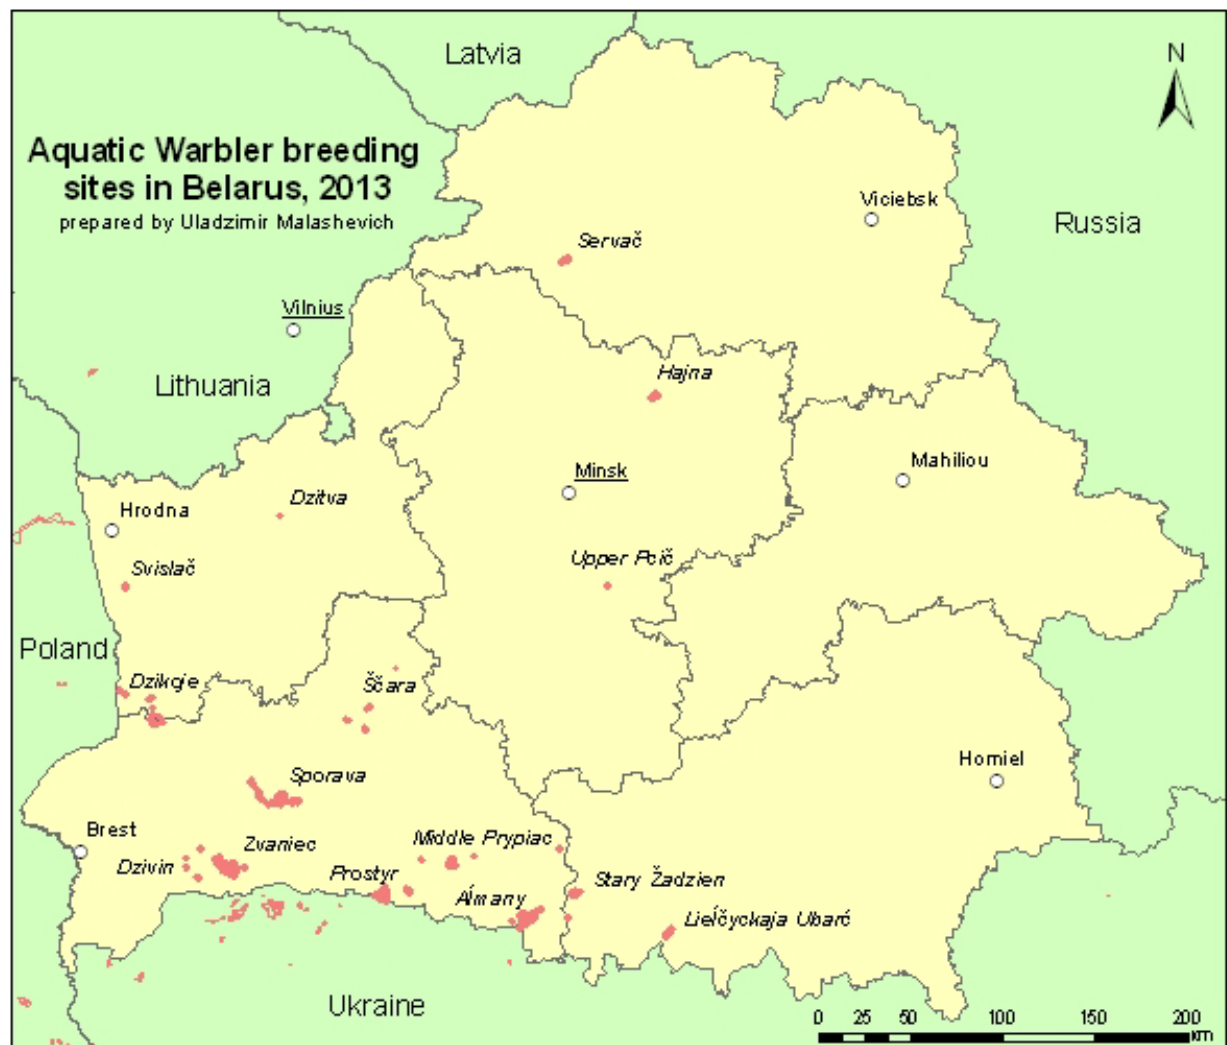 Latvia
N
Aquatic Warbler breeding
sites in Belarus, 2013
prepared by Uladzimir Malashevich
Viciebsk
Russia
Servač
Vilnius
Lithuania
Hajna
Minsk
Mahiliou
Dzitva
Hrodna
Svislač
Upper Pcič
Poland
Dzikoje
Ščara
Homiel
Sporava
Brest
Zvaniec
Middle Prypiac
Dzivin
Prostyr
Stary Žadzien
Aĺmany
Lieĺčyckaja Ubarć
Ukraine
0 25 50 100 150 200
KM